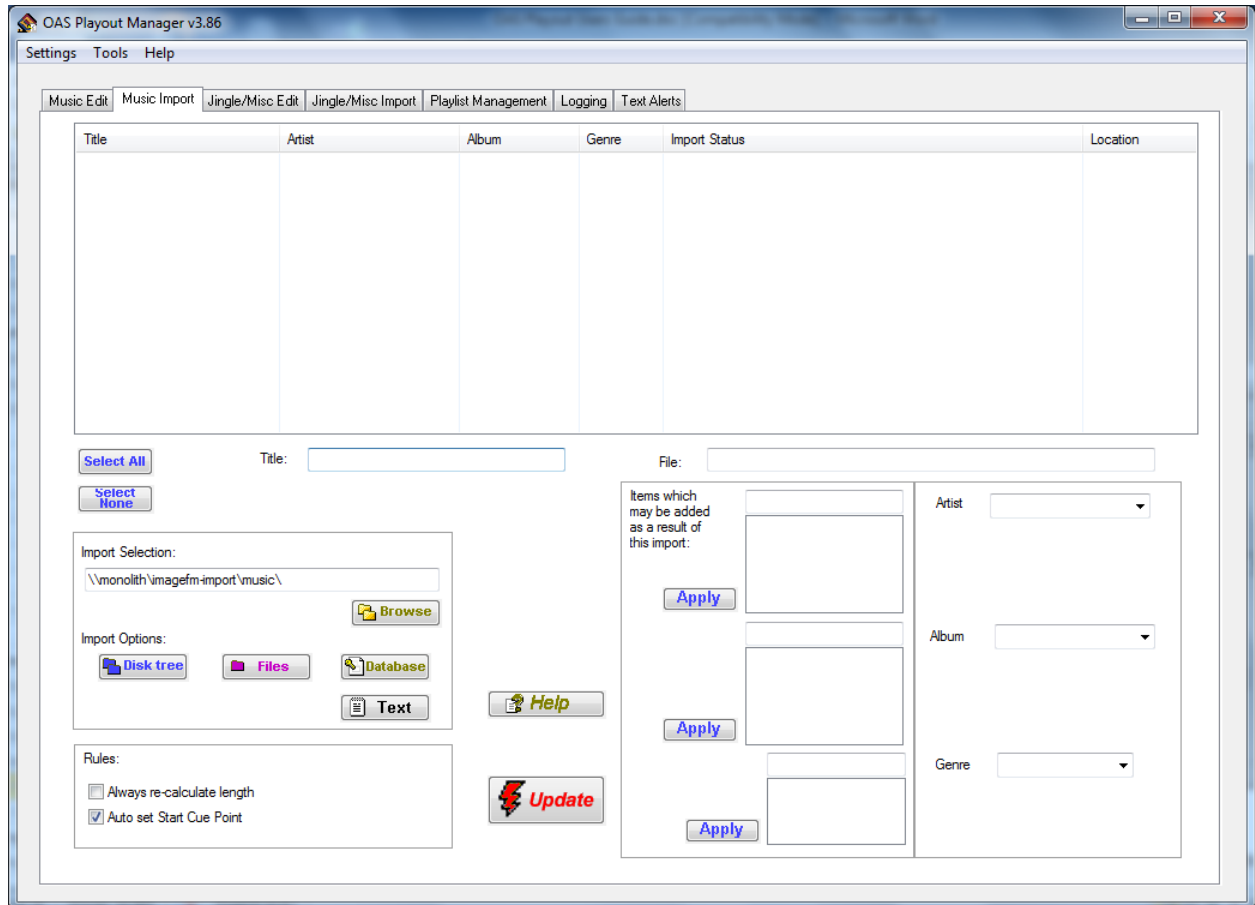 OAS Playout Manager v3.86
Settings Tools Help
Music Edit Music Import Jingle/Misc Edit Jingle/Misc Import Playlist Management Logging Text Alerts
Title Artist Album Genre Import Status Location
Select All
Title:
File:
Select
None
Items which
may be added
as a result of
this import:
Artist
Import Selection:
\\monolith\imagefm-import\music\
Apply
Browse
Import Options:
Album
Disk tree Files Database
Help
Text
Apply
Rules:
Genre
Always re-calculate length
Update
Auto set Start Cue Point
Apply